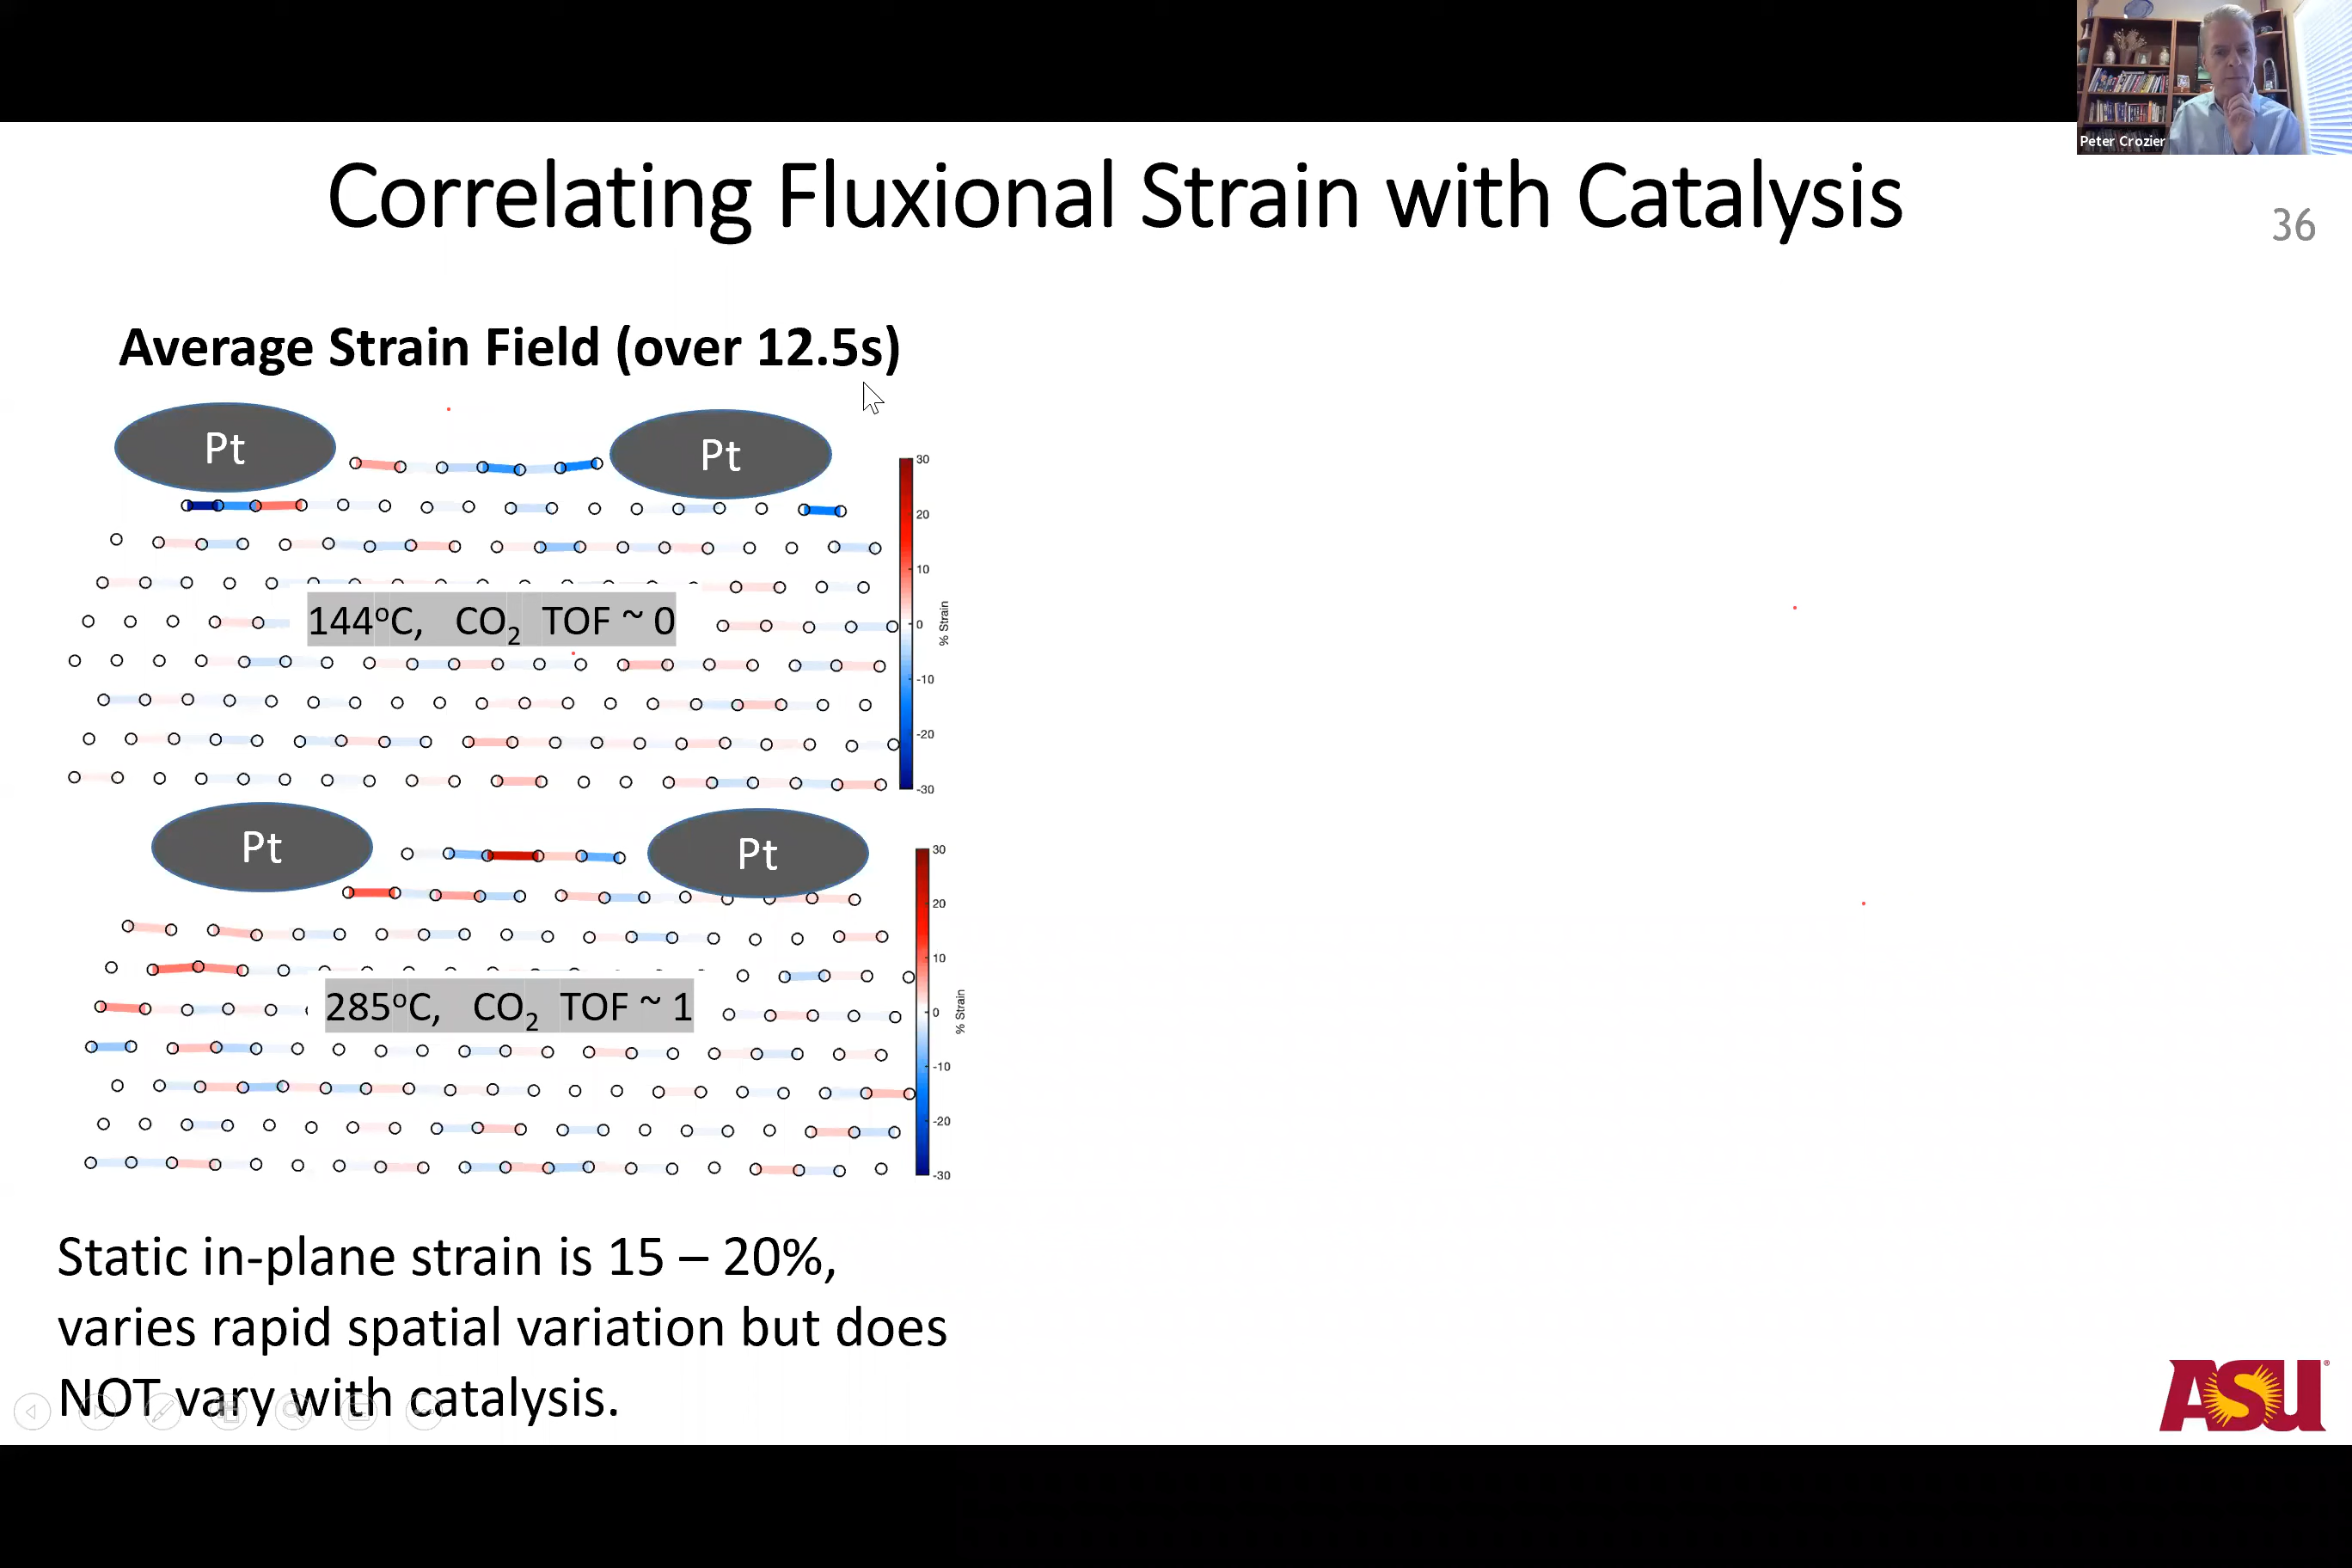 Peter Crozier
Correlating Fluxional Strain with Catalysis
36
Average Strain Field (over 12.5s)
Pt
Pt
30
20
10
0
-10
-20
-30
% Strain
144°C, CO2 TOF ~ 0
Pt
Pt
30
20
10
0
-10
-20
-30
% Strain
285°C, CO2 TOF ~ 1
Static in-plane strain is 15 – 20%,
varies rapid spatial variation but does
NOT vary with catalysis.
ASU